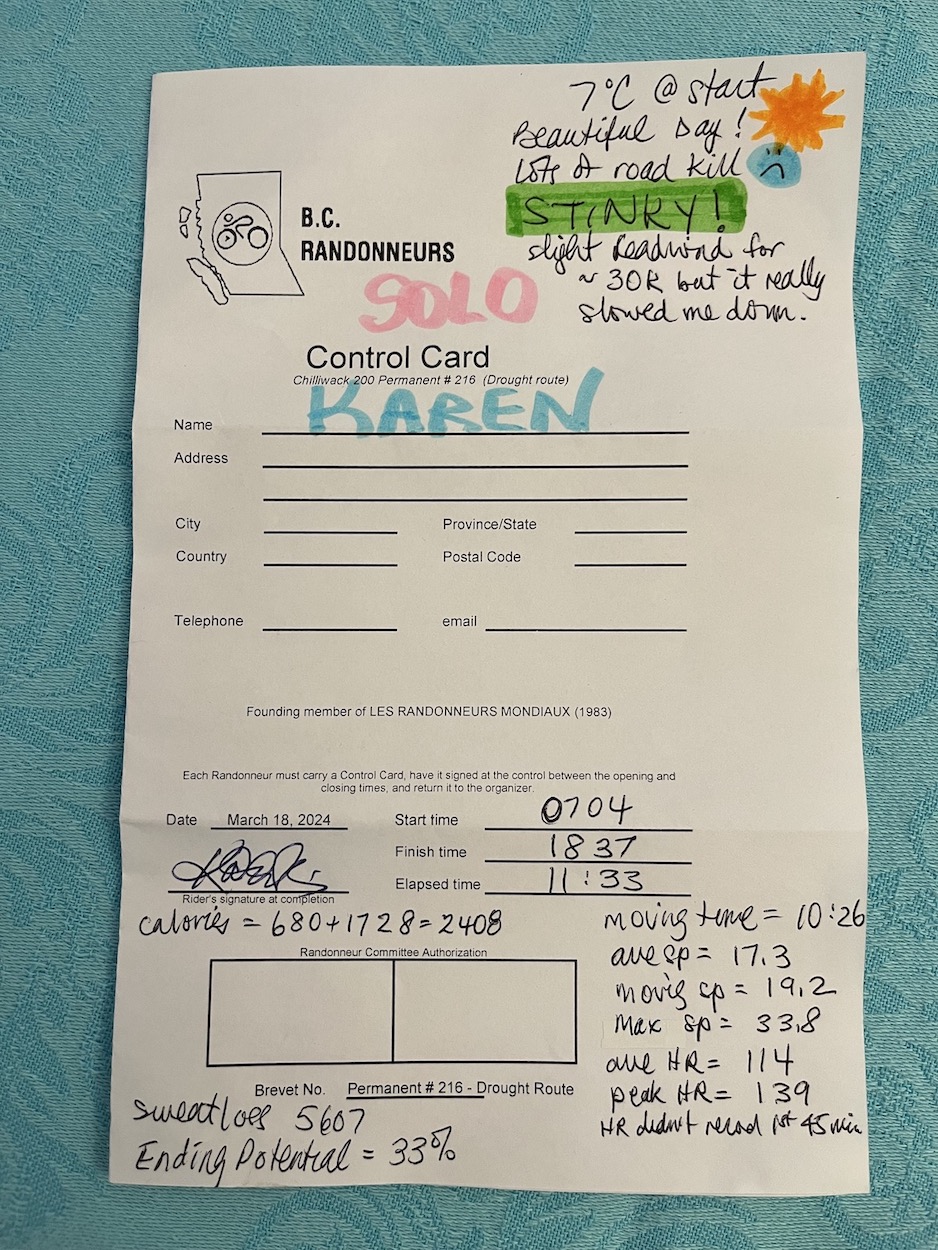 7°C @ start
Beautiful Day!
lots of road kill
STINKY!
slight headwind for
~ 30K but it really
slowed me down.
B.C.
RANDONNEURS
SOLO
Control Card
Chilliwack 200 Permanent # 216 (Drought route)
Name KAREN
Address
City Province/State
Country Postal Code
Telephone email
Founding member of LES RANDONNEURS MONDIAUX (1983)
Each Randonneur must carry a Control Card, have it signed at the control between the opening and
closing times, and return it to the organizer.
Date March 18, 2024 Start time 0704
Finish time 1837
Elapsed time 11:33
Rider's signature at completion
calories = 680+1728=2408
moving time = 10:26
ave sp = 17.3
moving sp = 19.2
Max sp = 33.8
ave HR = 114
peak HR = 139
HR didn't record 1st 45 min
Randonneur Committee Authorization
Brevet No. Permanent # 216 - Drought Route
sweatloss 5607
Ending Potential = 33%